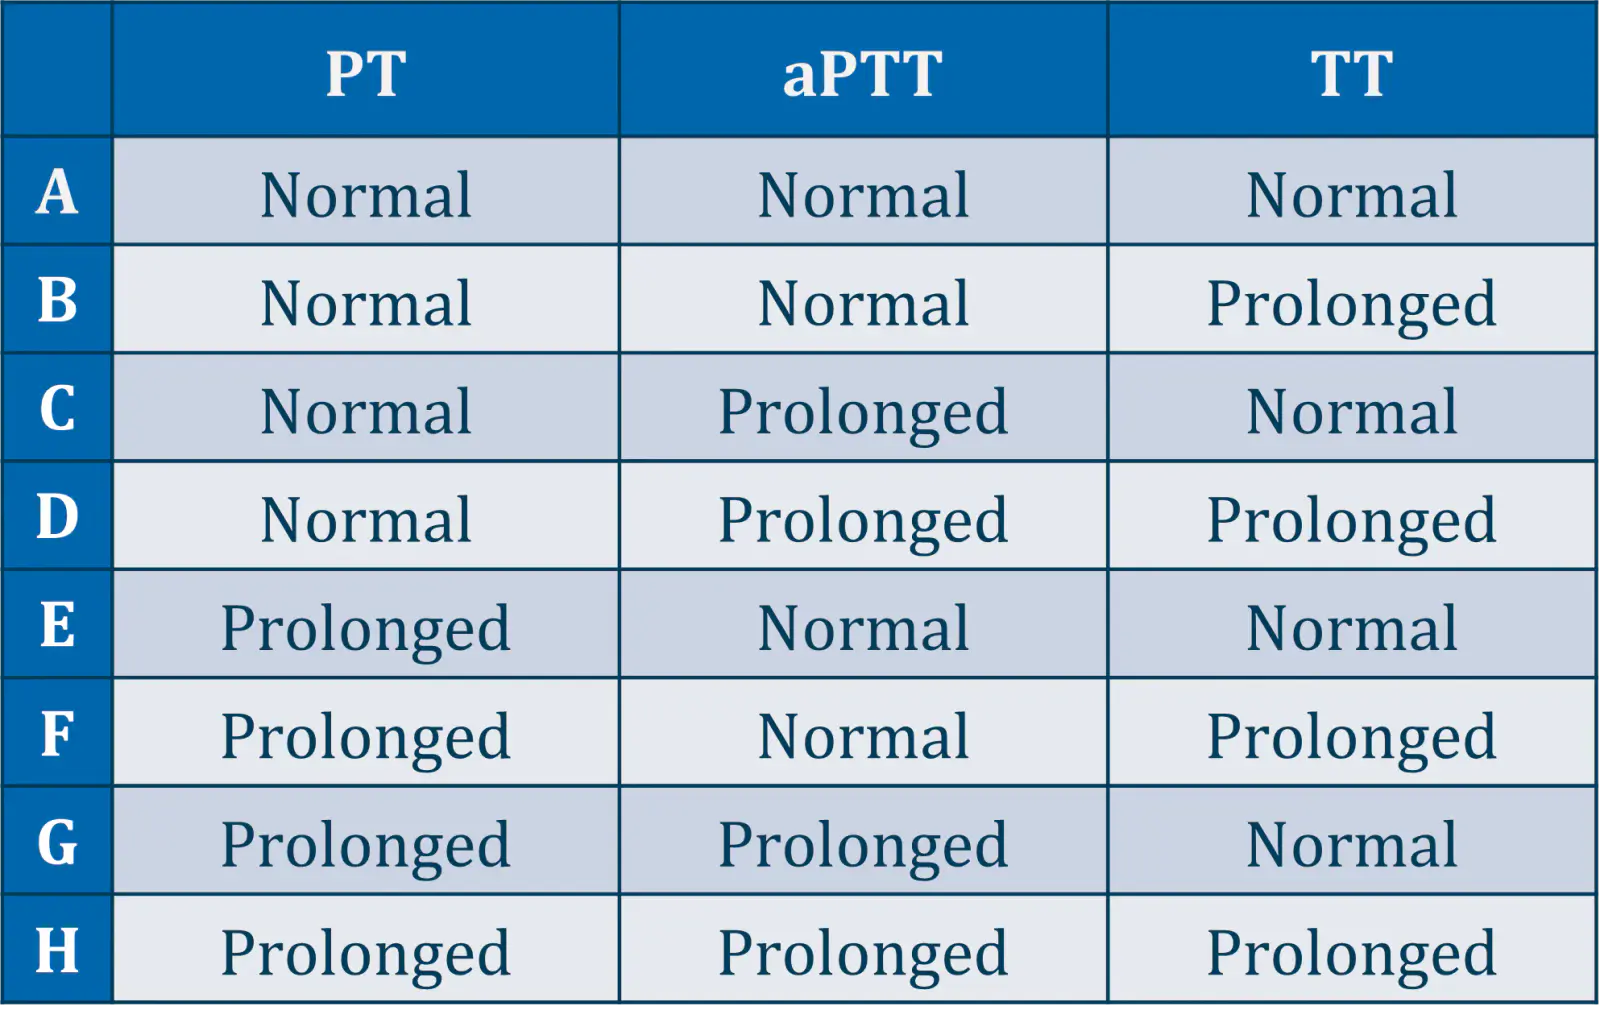 PT aPTT TT
A Normal Normal Normal
B Normal Normal Prolonged
C Normal Prolonged Normal
D Normal Prolonged Prolonged
E Prolonged Normal Normal
F Prolonged Normal Prolonged
G Prolonged Prolonged Normal
H Prolonged Prolonged Prolonged